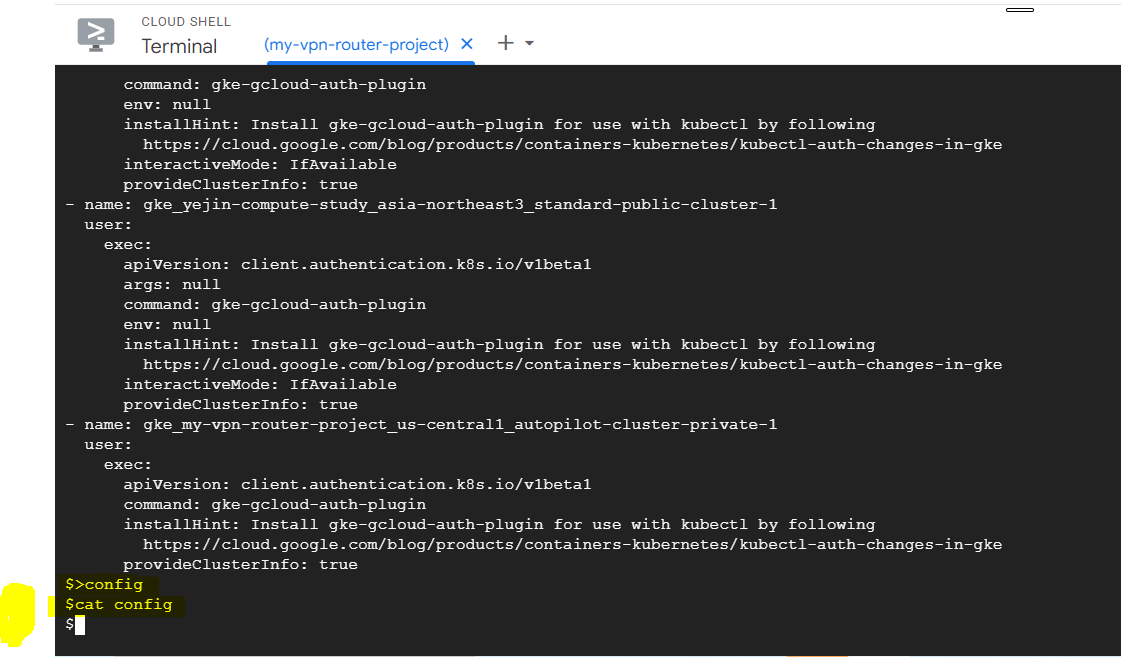 CLOUD SHELL
Terminal
(my-vpn-router-project)
command: gke-gcloud-auth-plugin
env: null
installHint: Install gke-gcloud-auth-plugin for use with kubectl by following
https://cloud.google.com/blog/products/containers-kubernetes/kubectl-auth-changes-in-gke
interactiveMode: IfAvailable
provideClusterInfo: true
- name: gke_yejin-compute-study_asia-northeast3_standard-public-cluster-1
user:
exec:
apiVersion: client.authentication.k8s.io/v1beta1
args: null
command: gke-gcloud-auth-plugin
env: null
installHint: Install gke-gcloud-auth-plugin for use with kubectl by following
https://cloud.google.com/blog/products/containers-kubernetes/kubectl-auth-changes-in-gke
interactiveMode: IfAvailable
provideClusterInfo: true
- name: gke_my-vpn-router-project_us-central1_autopilot-cluster-private-1
user:
exec:
apiVersion: client.authentication.k8s.io/v1beta1
command: gke-gcloud-auth-plugin
installHint: Install gke-gcloud-auth-plugin for use with kubectl by following
https://cloud.google.com/blog/products/containers-kubernetes/kubectl-auth-changes-in-gke
provideClusterInfo: true
$>config
$cat config
$